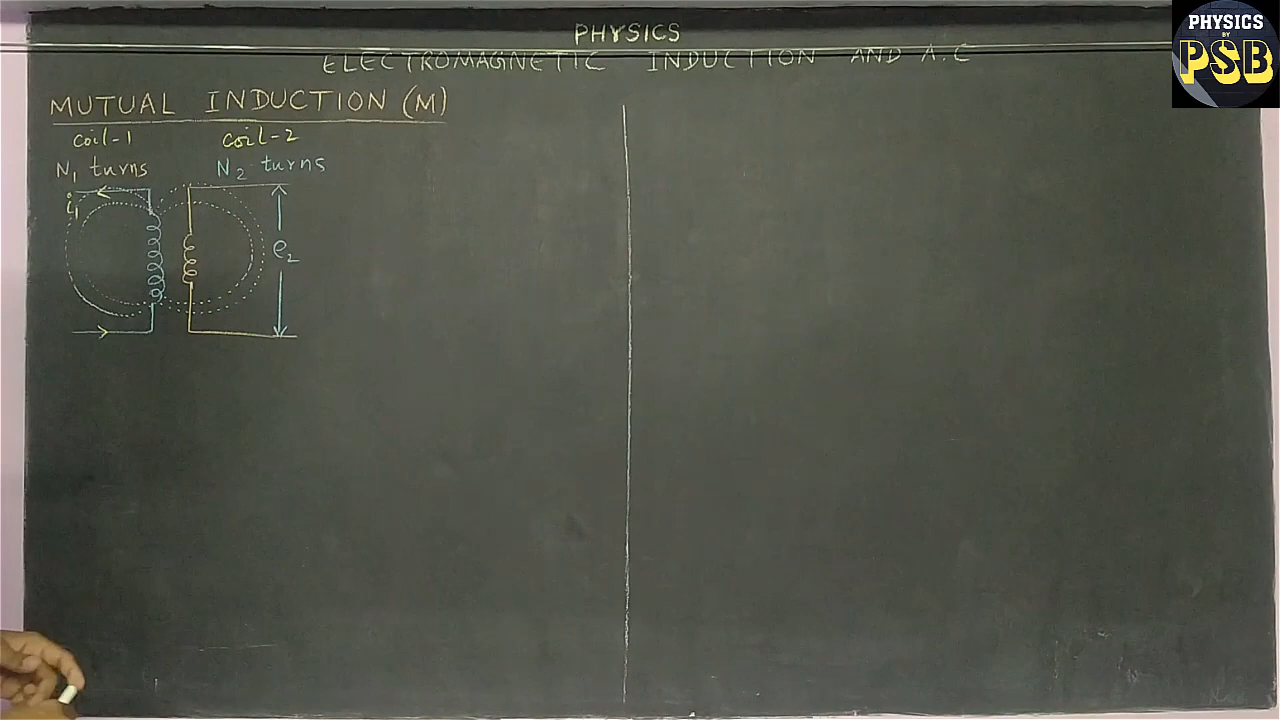 PHYSICS
ELECTROMAGNETIC INDUCTION AND A.C
PHYSICS
BY
PSB
MUTUAL INDUCTION (M)
coil-1 coil-2
N₁ turns N₂ turns
i₁
e₂